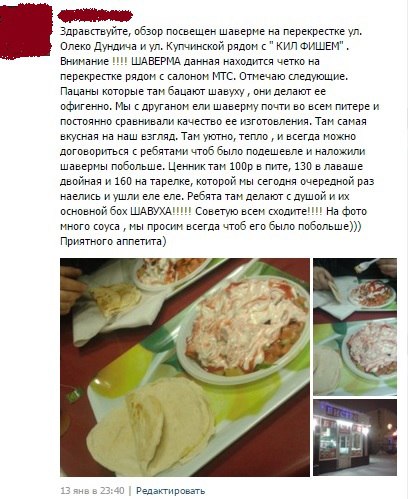 Здравствуйте, обзор посвещен шаверме на перекрестке ул.
Олеко Дундича и ул. Купчинской рядом с " КИЛ ФИШЕМ" .
Внимание !!!! ШАВЕРМА данная находится четко на
перекрестке рядом с салоном МТС. Отмечаю следующие.
Пацаны которые там бацают шавуху , они делают ее
офигенно. Мы с друганом ели шаверму почти во всем питере и
постоянно сравнивали качество ее изготовления. Там самая
вкусная на наш взгляд. Там уютно, тепло , и всегда можно
договориться с ребятами чтоб было подешевле и наложили
шавермы побольше. Ценник там 100р в пите, 130 в лаваше
двойная и 160 на тарелке, которой мы сегодня очередной раз
наелись и ушли еле еле. Ребята там делают с душой и их
основной бох ШАВУХА!!!!! Советую всем сходите!!!! На фото
много соуса , мы просим всегда чтоб его было побольше)))
Приятного аппетита)
13 янв в 23:40 | Редактировать